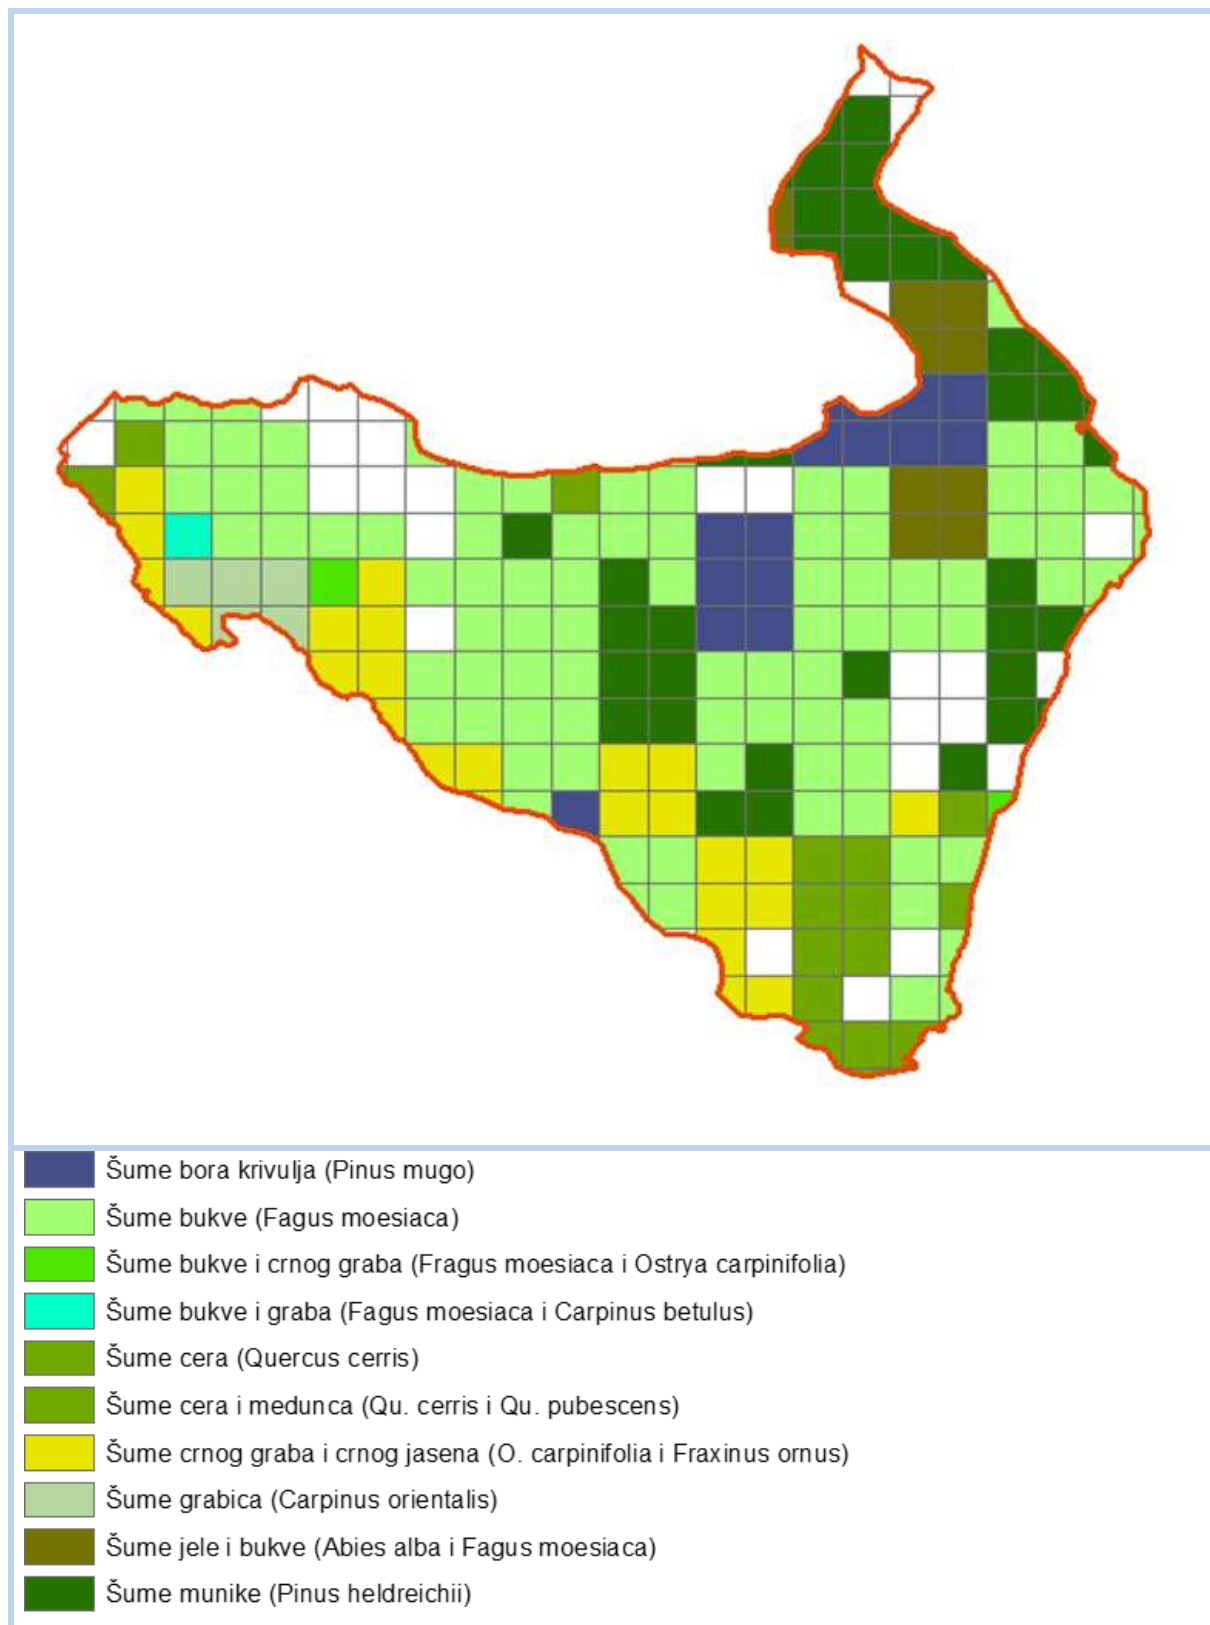 Šume bora krivulja (Pinus mugo)
Šume bukve (Fagus moesiaca)
Šume bukve i crnog graba (Fragus moesiaca i Ostrya carpinifolia)
Šume bukve i graba (Fagus moesiaca i Carpinus betulus)
Šume cera (Quercus cerris)
Šume cera i medunca (Qu. cerris i Qu. pubescens)
Šume crnog graba i crnog jasena (O. carpinifolia i Fraxinus ornus)
Šume grabica (Carpinus orientalis)
Šume jele i bukve (Abies alba i Fagus moesiaca)
Šume munike (Pinus heldreichii)